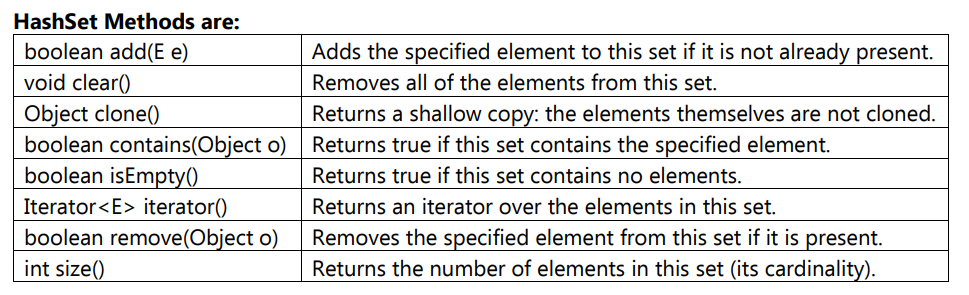 HashSet Methods are:
boolean add(E e) Adds the specified element to this set if it is not already present.
void clear() Removes all of the elements from this set.
Object clone() Returns a shallow copy: the elements themselves are not cloned.
boolean contains(Object o) Returns true if this set contains the specified element.
boolean isEmpty() Returns true if this set contains no elements.
Iterator<E> iterator() Returns an iterator over the elements in this set.
boolean remove(Object o) Removes the specified element from this set if it is present.
int size() Returns the number of elements in this set (its cardinality).